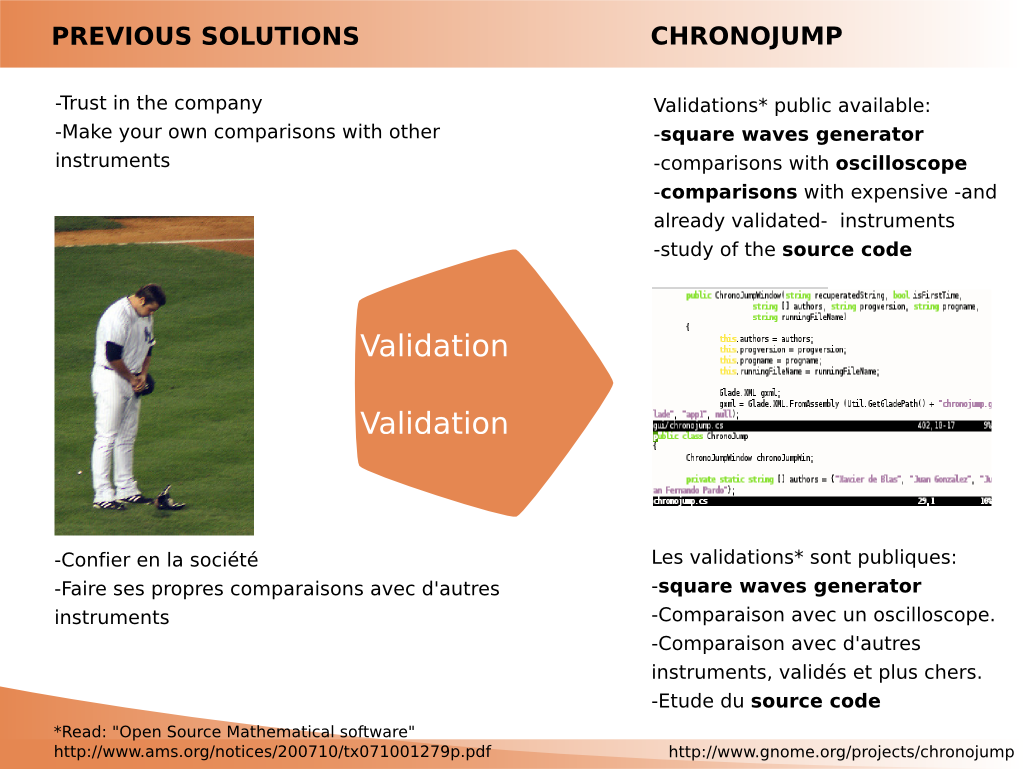 PREVIOUS SOLUTIONS
CHRONOJUMP
-Trust in the company
-Make your own comparisons with other
instruments
Validation
Validation
-Confier en la société
-Faire ses propres comparaisons avec d'autres
instruments
Validations* public available:
-square waves generator
-comparisons with oscilloscope
-comparisons with expensive -and
already validated- instruments
-study of the source code
public ChronoJumpWindow(string recuperatedString, bool isFirstTime,
string [] authors, string progversion, string progname,
string runningFileName)
{
this.authors = authors;
this.progversion = progversion;
this.progname = progname;
this.runningFileName = runningFileName;
Glade.XML gxml;
gxml = Glade.XML.FromAssembly (Util.GetGladePath() + "chronojump.g
lade", "app1", null);
gui/chronojump.cs 402,10-17 9%
public class ChronoJump
{
ChronoJumpWindow chronoJumpWin;
private static string [] authors = {"Xavier de Blas", "Juan Gonzalez", "Ju
an Fernando Pardo"};
chronojump.cs 29,1 10%
Les validations* sont publiques:
-square waves generator
-Comparaison avec un oscilloscope.
-Comparaison avec d'autres
instruments, validés et plus chers.
-Etude du source code
*Read: "Open Source Mathematical software"
http://www.ams.org/notices/200710/tx071001279p.pdf
http://www.gnome.org/projects/chronojump